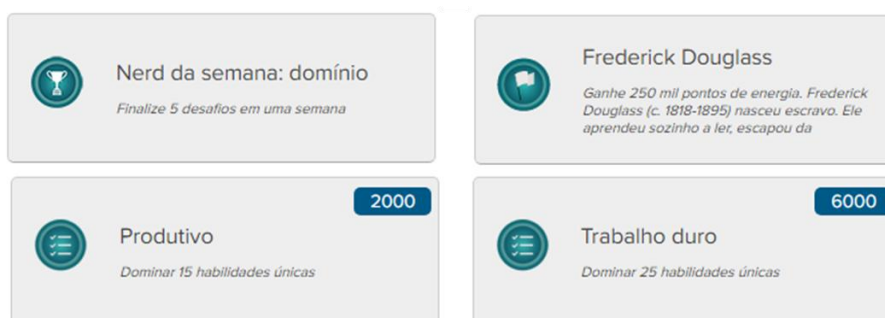 Nerd da semana: domínio
Finalize 5 desafios em uma semana
Frederick Douglass
Ganhe 250 mil pontos de energia. Frederick
Douglass (c. 1818-1895) nasceu escravo. Ele
aprendeu sozinho a ler, escapou da
2000
Produtivo
Dominar 15 habilidades únicas
6000
Trabalho duro
Dominar 25 habilidades únicas